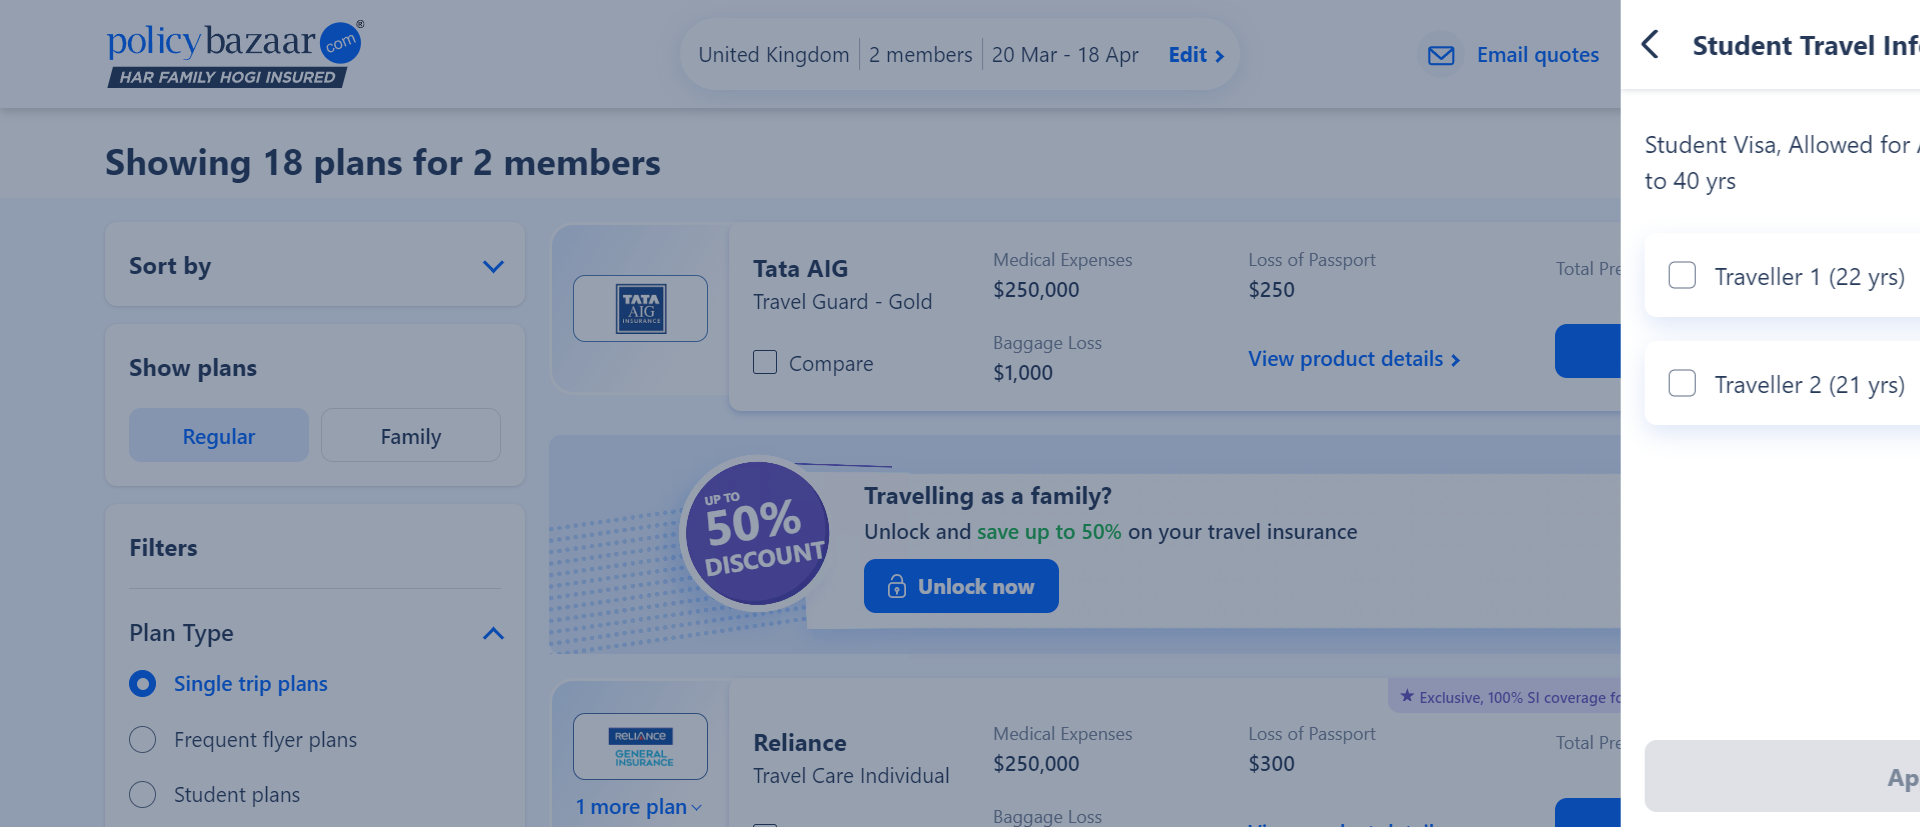 policybazaar.com®
HAR FAMILY HOGI INSURED
United Kingdom 2 members 20 Mar - 18 Apr Edit
Email quotes
Showing 18 plans for 2 members
Sort by
Show plans
Regular Family
Filters
Plan Type
Single trip plans
Frequent flyer plans
Student plans
TATA
AIG
INSURANCE
Tata AIG
Travel Guard - Gold
Compare
Medical Expenses
$250,000
Loss of Passport
$250
Baggage Loss
$1,000
View product details
Total Pre
UP TO
50%
DISCOUNT
Travelling as a family?
Unlock and save up to 50% on your travel insurance
Unlock now
Exclusive, 100% SI coverage fo
RELIANCE
GENERAL
INSURANCE
1 more plan
Reliance
Travel Care Individual
Medical Expenses
$250,000
Loss of Passport
$300
Baggage Loss
View product details
Total Pre
Student Travel Inf
Student Visa, Allowed for A
to 40 yrs
Traveller 1 (22 yrs)
Traveller 2 (21 yrs)
Ap